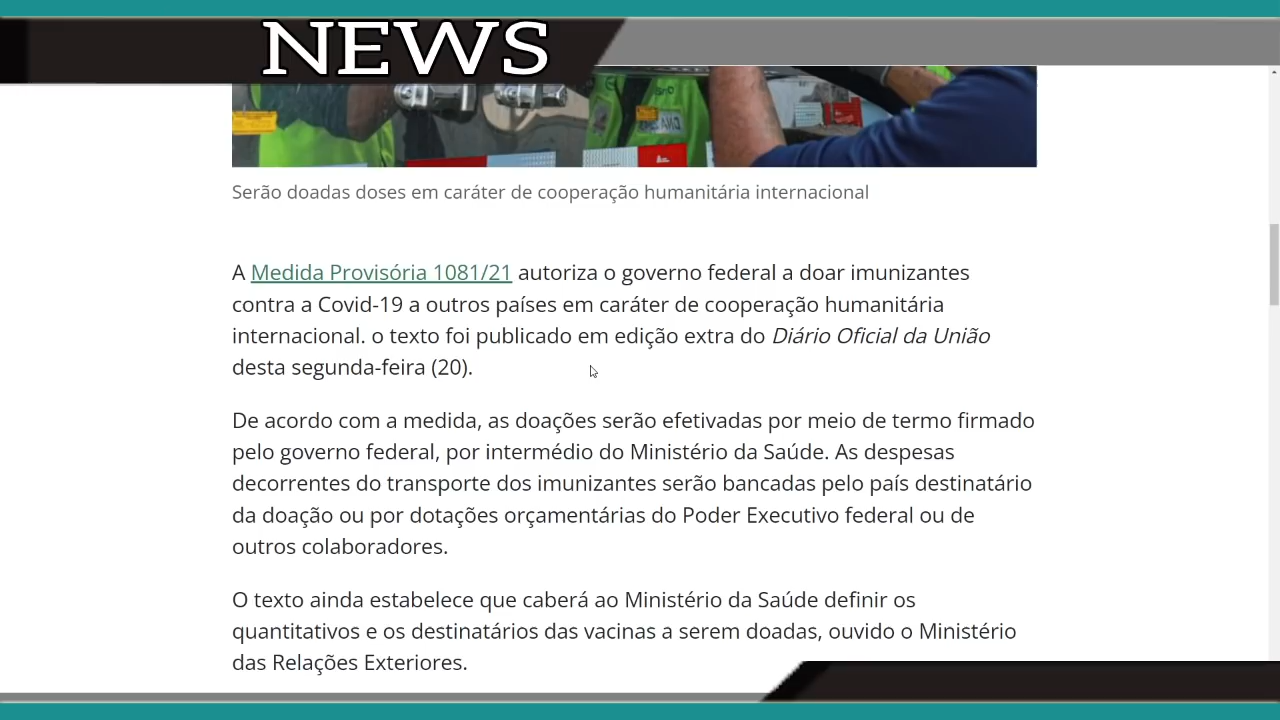 NEWS
Serão doadas doses em caráter de cooperação humanitária internacional
A Medida Provisória 1081/21 autoriza o governo federal a doar imunizantes
contra a Covid-19 a outros países em caráter de cooperação humanitária
internacional. o texto foi publicado em edição extra do Diário Oficial da União
desta segunda-feira (20).
De acordo com a medida, as doações serão efetivadas por meio de termo firmado
pelo governo federal, por intermédio do Ministério da Saúde. As despesas
decorrentes do transporte dos imunizantes serão bancadas pelo país destinatário
da doação ou por dotações orçamentárias do Poder Executivo federal ou de
outros colaboradores.
O texto ainda estabelece que caberá ao Ministério da Saúde definir os
quantitativos e os destinatários das vacinas a serem doadas, ouvido o Ministério
das Relações Exteriores.